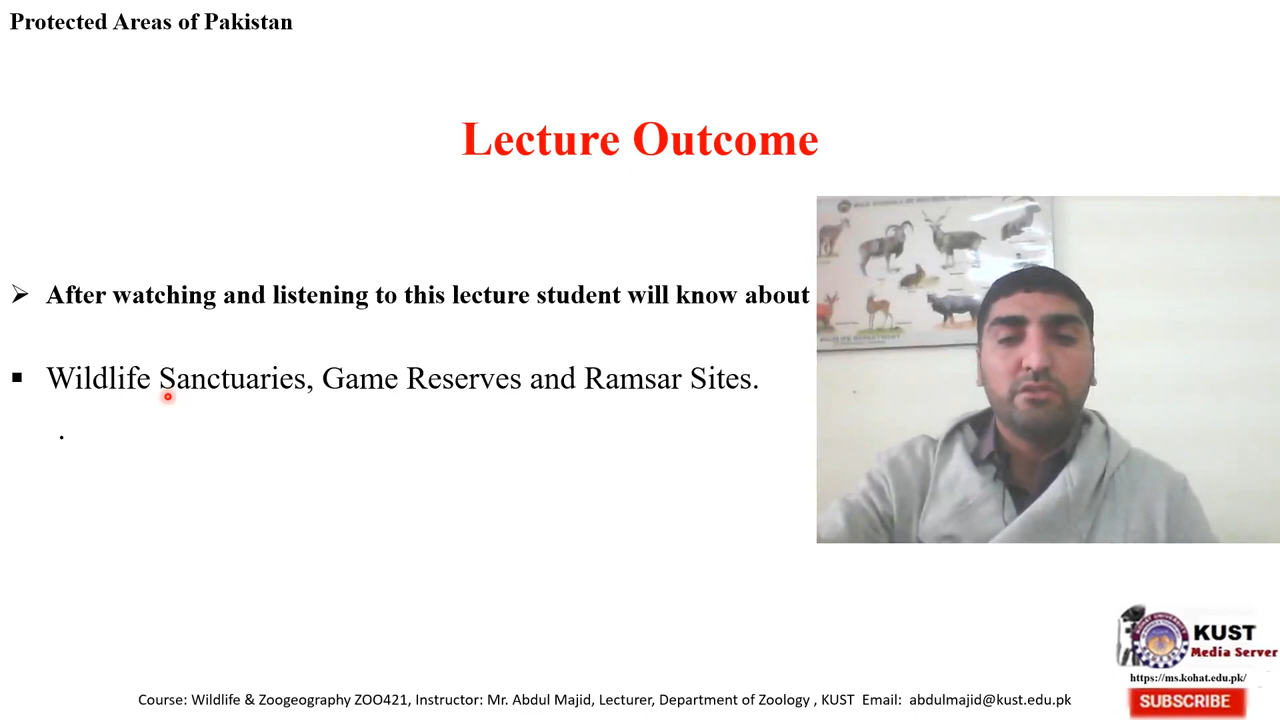 Protected Areas of Pakistan
Lecture Outcome
➢ After watching and listening to this lecture student will know about
▪ Wildlife Sanctuaries, Game Reserves and Ramsar Sites.
.
KUST
Media Server
https://ms.kohat.edu.pk/
SUBSCRIBE
Course: Wildlife & Zoogeography ZOO421, Instructor: Mr. Abdul Majid, Lecturer, Department of Zoology , KUST Email: abdulmajid@kust.edu.pk